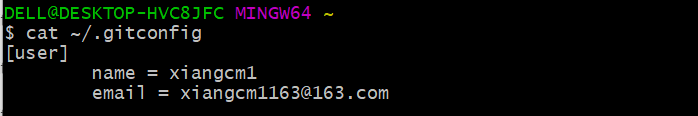 DELL@DESKTOP-HVC8JFC MINGW64 ~
$ cat ~/.gitconfig
[user]
        name = xiangcm1
        email = xiangcm1163@163.com